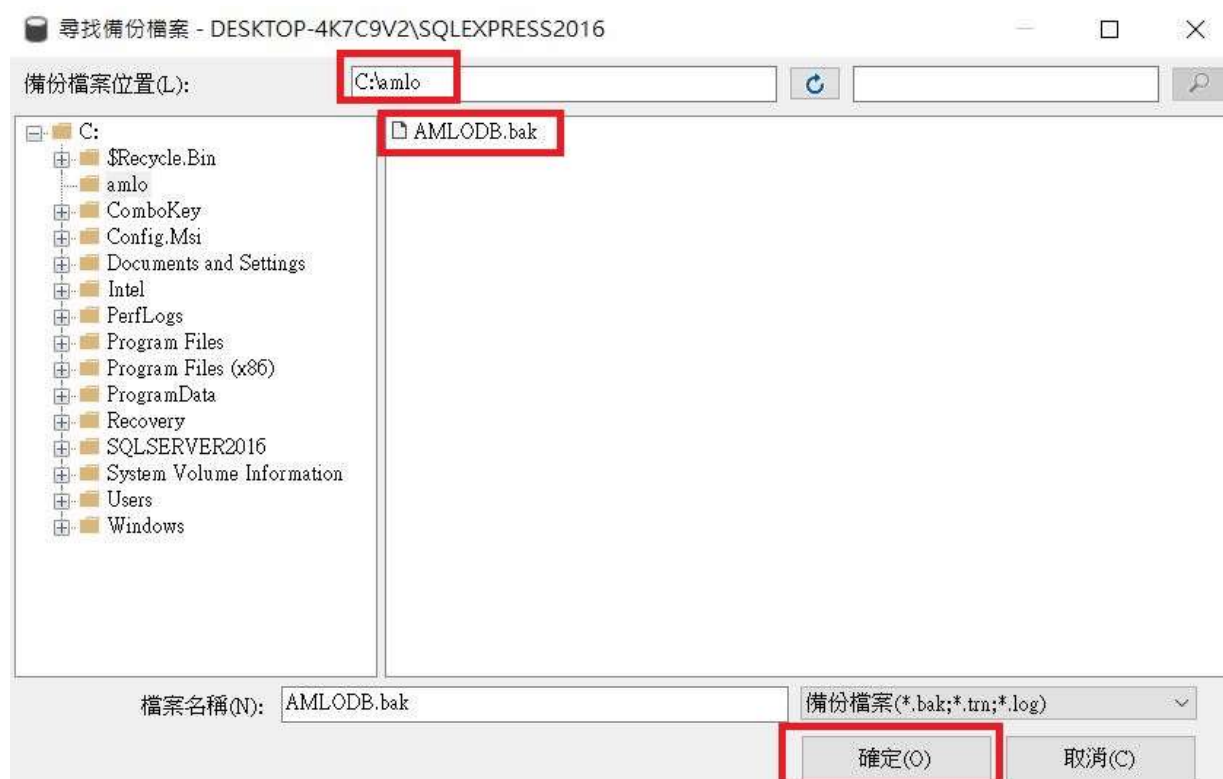 尋找備份檔案 - DESKTOP-4K7C9V2\SQLEXPRESS2016
備份檔案位置(L): C:\amlo
C:
$Recycle.Bin
amlo
ComboKey
Config.Msi
Documents and Settings
Intel
PerfLogs
Program Files
Program Files (x86)
ProgramData
Recovery
SQLSERVER2016
System Volume Information
Users
Windows
AMLODB.bak
檔案名稱(N): AMLODB.bak 備份檔案(*.bak;*.trn;*.log)
確定(O) 取消(C)